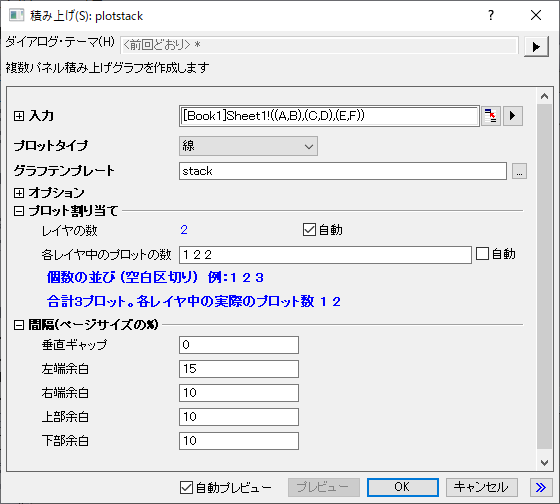 積み上げ(S): plotstack
ダイアログ・テーマ(H) <前回どおり> *
複数パネル積み上げグラフを作成します
入力 [Book1]Sheet1!((A,B),(C,D),(E,F))
プロットタイプ 線
グラフテンプレート stack ...
オプション
プロット割り当て
レイヤの数 2 自動
各レイヤ中のプロットの数 1 2 2 自動
個数の並び (空白区切り) 例:1 2 3
合計3プロット。各レイヤ中の実際のプロット数 1 2
間隔(ページサイズの%)
垂直ギャップ 0
左端余白 15
右端余白 10
上部余白 10
下部余白 10
自動プレビュー プレビュー OK キャンセル